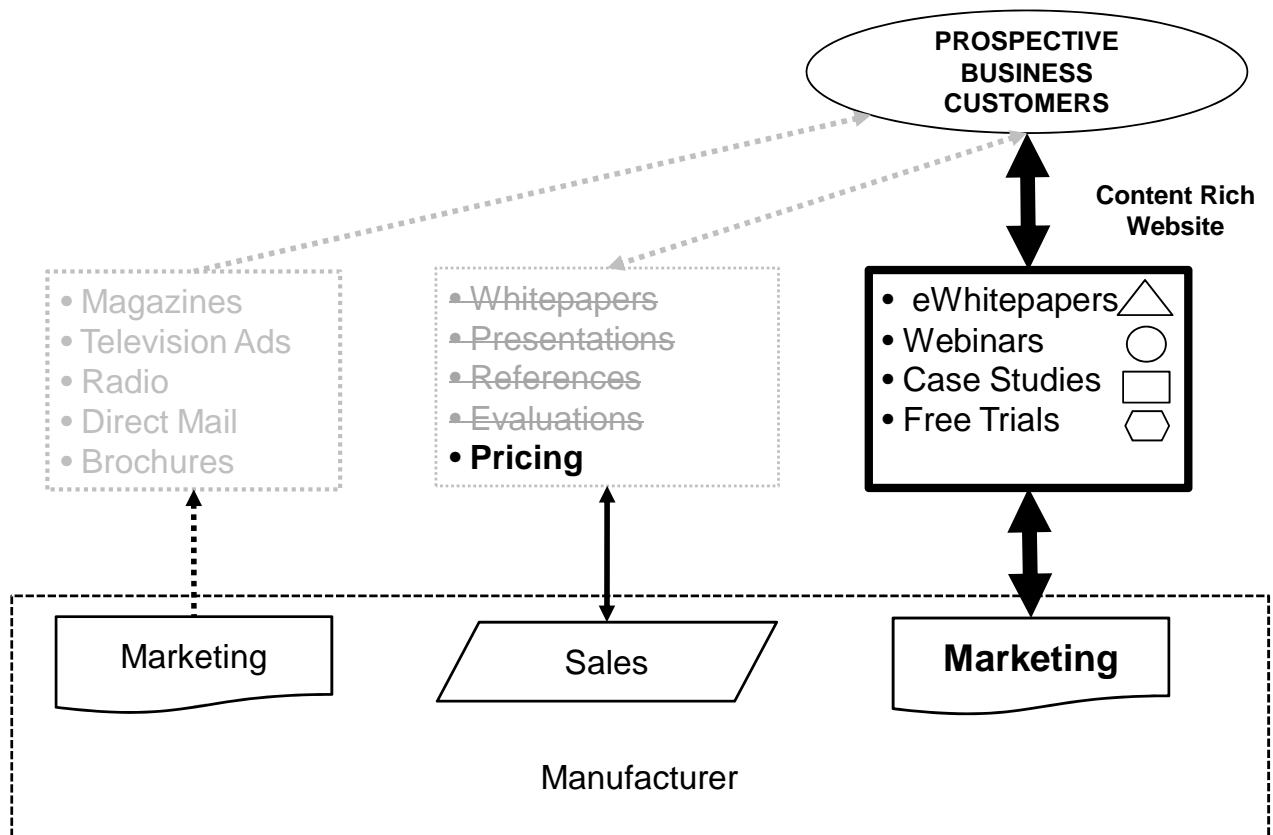 PROSPECTIVE
BUSINESS
CUSTOMERS
Content Rich
Website
• Magazines
• Television Ads
• Radio
• Direct Mail
• Brochures
• Whitepapers
• Presentations
• References
• Evaluations
• Pricing
• eWhitepapers
• Webinars
• Case Studies
• Free Trials
Marketing
Sales
Marketing
Manufacturer